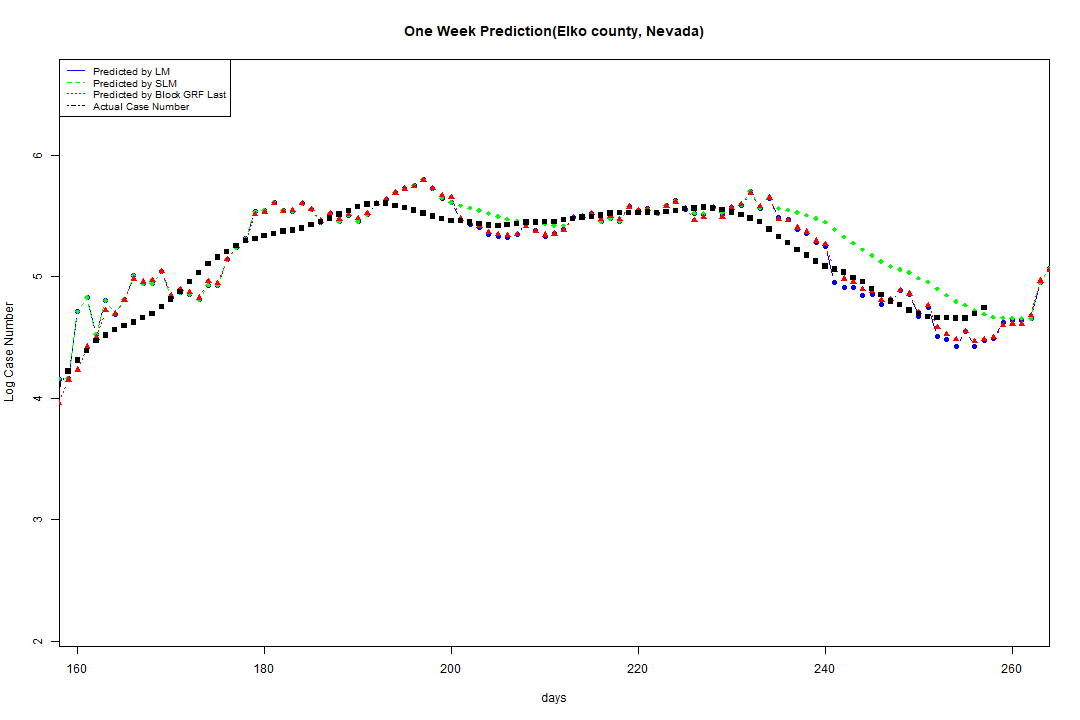 One Week Prediction(Elko county, Nevada)
Predicted by LM
Predicted by SLM
Predicted by Block GRF Last
Actual Case Number
6
5
4
3
2
Log Case Number
160 180 200 220 240 260
days